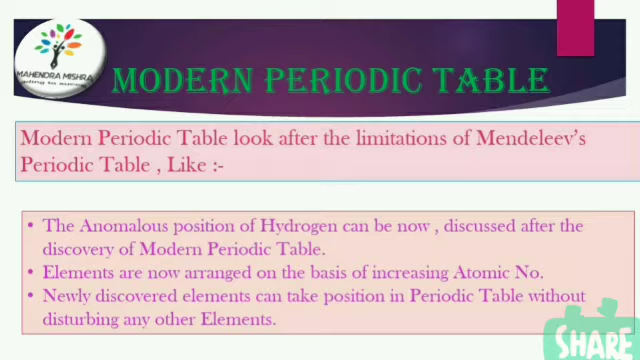 MAHENDRA MISHRA
MODERN PERIODIC TABLE
Modern Periodic Table look after the limitations of Mendeleev's
Periodic Table , Like :-
• The Anomalous position of Hydrogen can be now , discussed after the
discovery of Modern Periodic Table.
• Elements are now arranged on the basis of increasing Atomic No.
• Newly discovered elements can take position in Periodic Table without
disturbing any other Elements.
SHARE